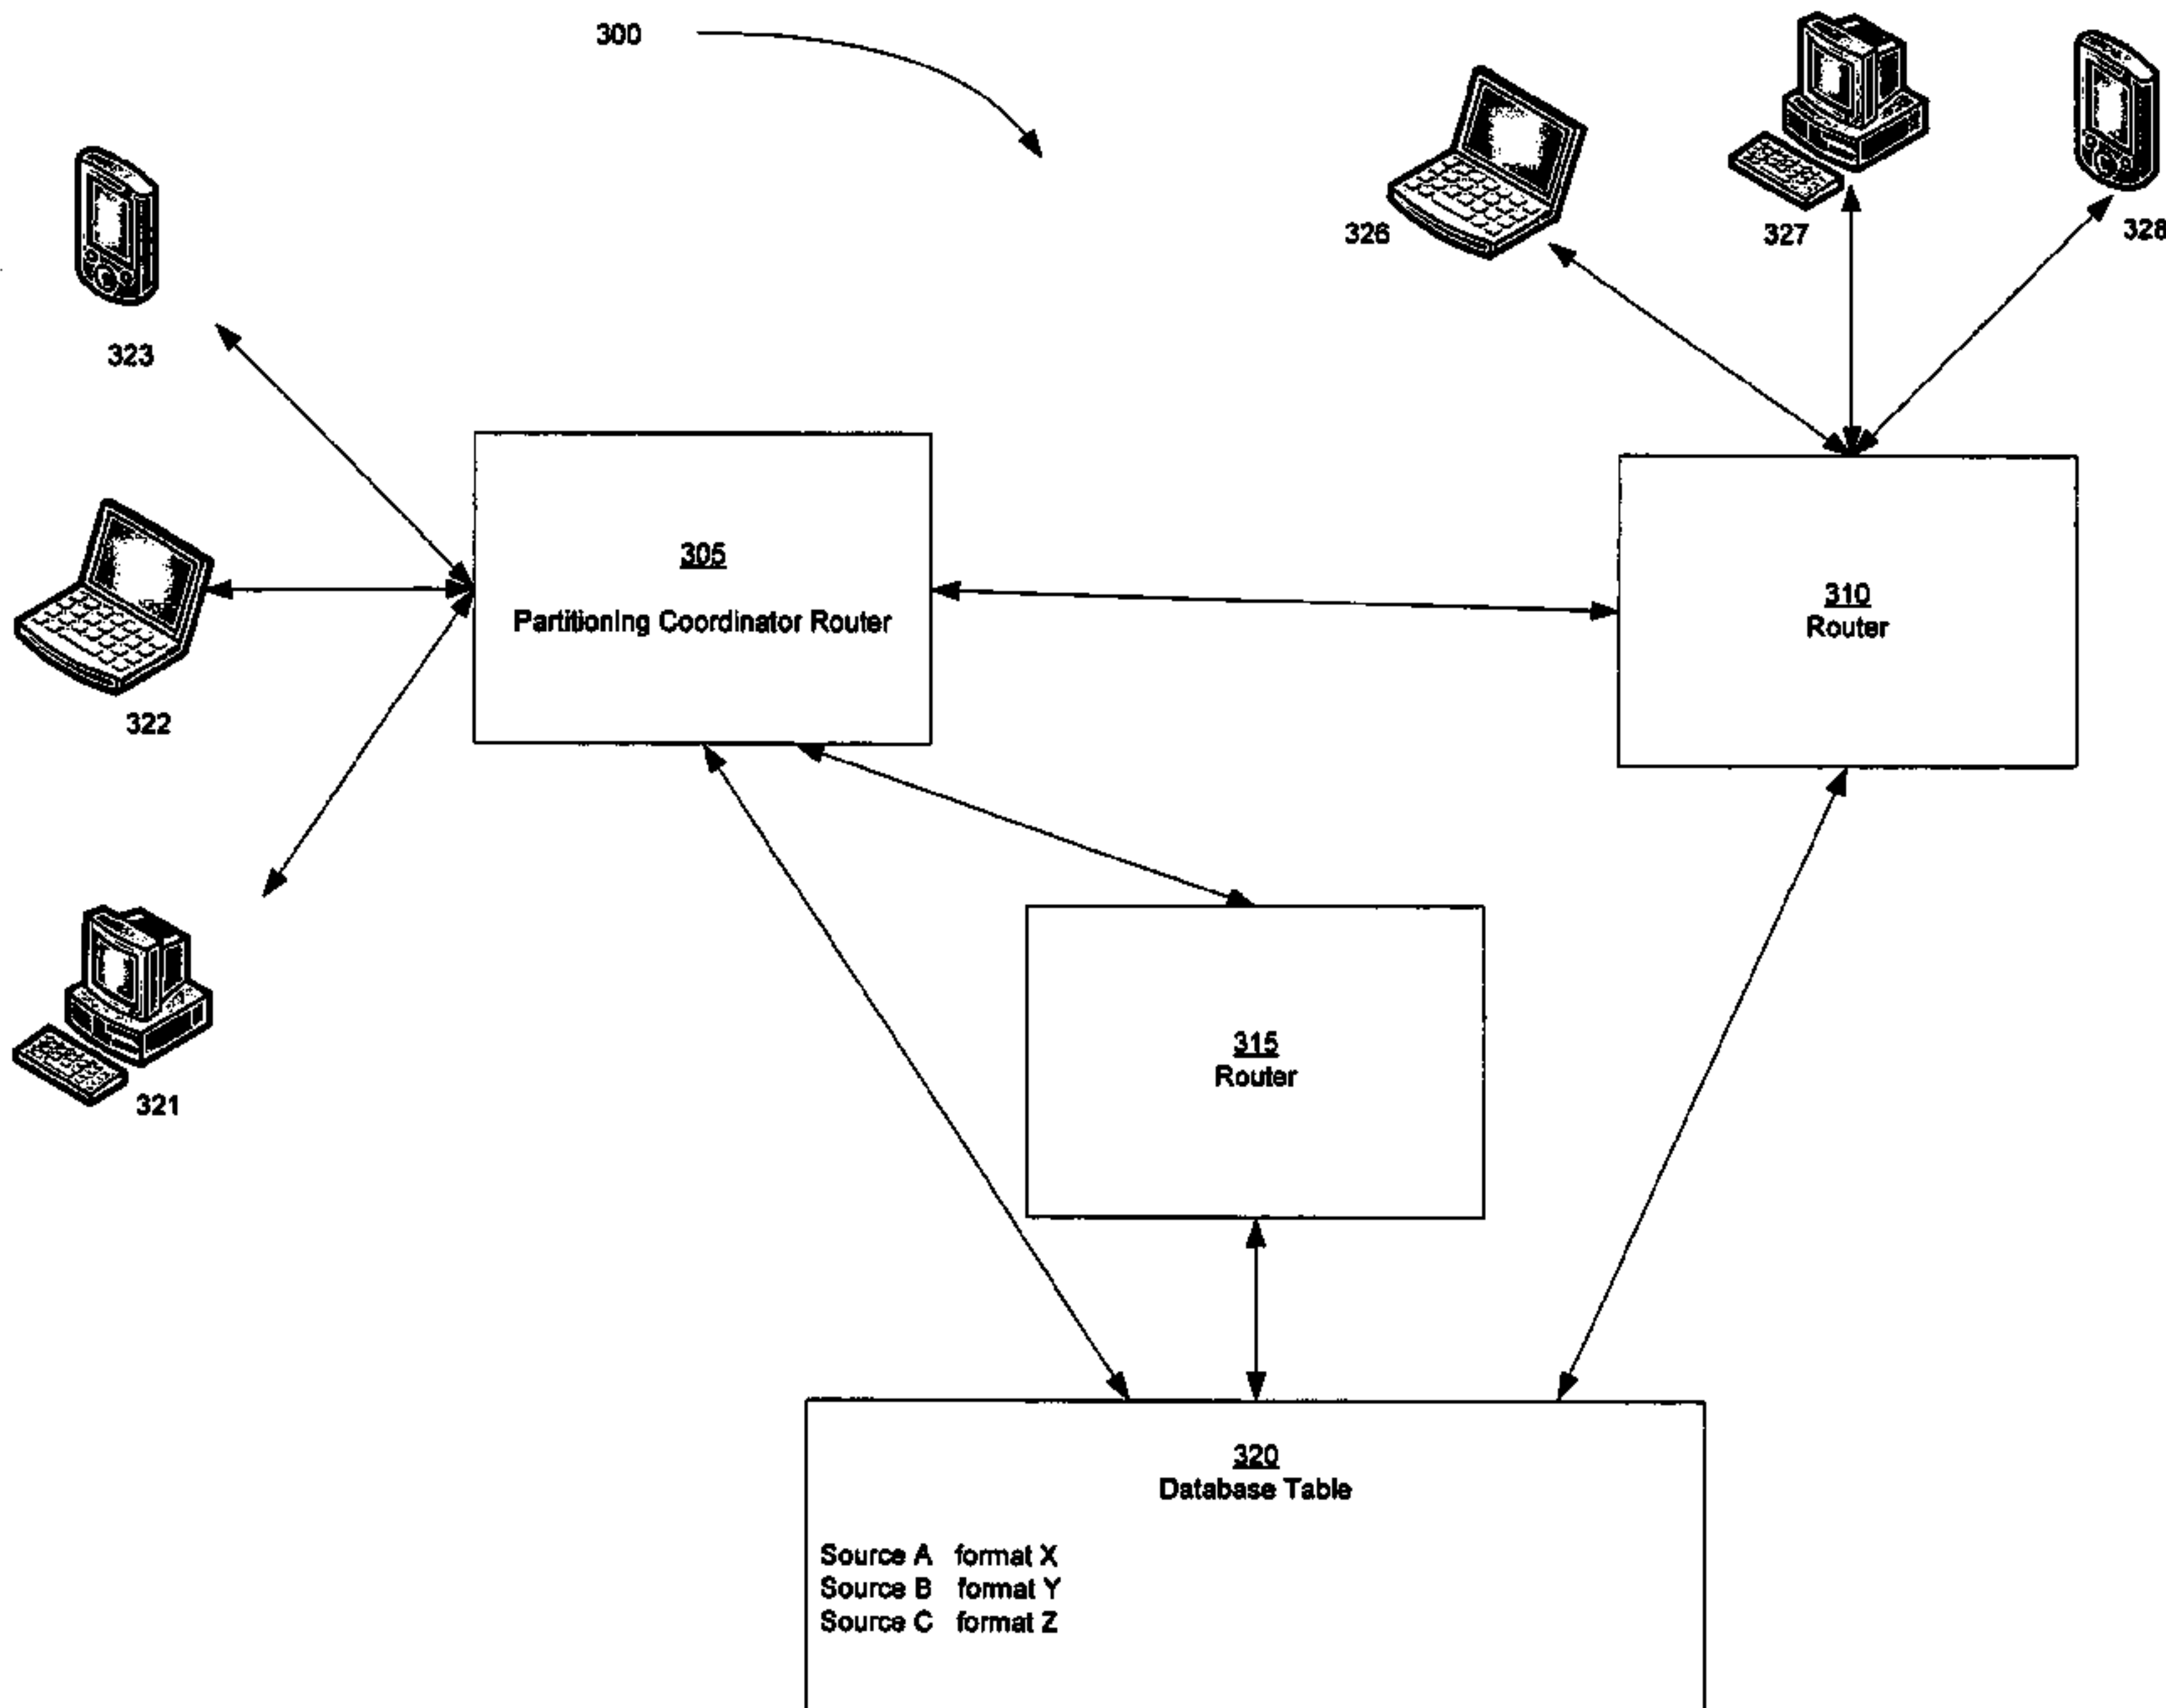 300
326
327
328
323
305
Partitioning Coordinator Router
310
Router
322
315
Router
321
320
Database Table
Source A format X
Source B format Y
Source C format Z